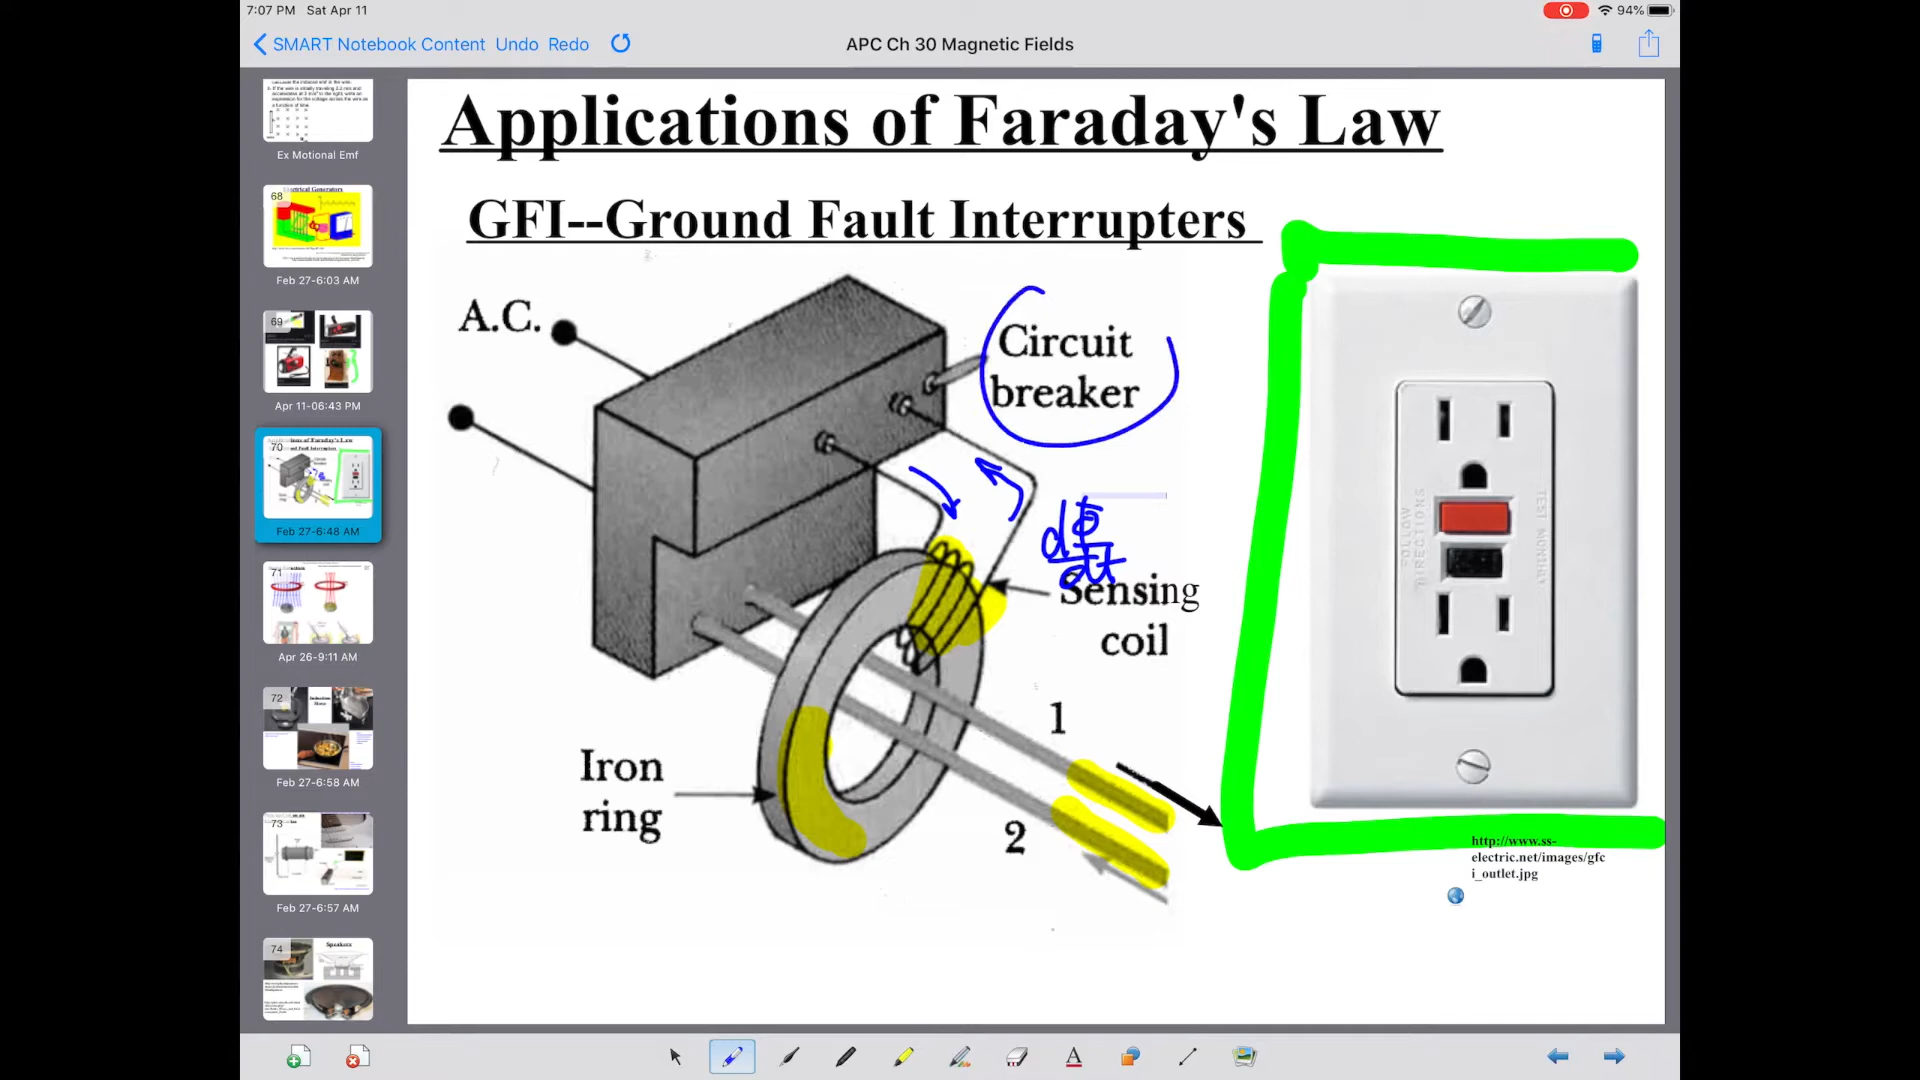 7:07 PM Sat Apr 11
94%
SMART Notebook Content Undo Redo
APC Ch 30 Magnetic Fields
Ex Motional Emf
68
Feb 27-6:03 AM
69
Apr 11-06:43 PM
70
Feb 27-6:48 AM
71
Apr 26-9:11 AM
72
Feb 27-6:58 AM
73
Feb 27-6:57 AM
74
Speakers
Applications of Faraday's Law
GFI--Ground Fault Interrupters
A.C.
Circuit
breaker
dΦ
dt
Sensing
coil
1
Iron
ring
2
FOLLOW
DIRECTIONS
TEST MONTHLY
http://www.ss-
electric.net/images/gfc
i_outlet.jpg
A